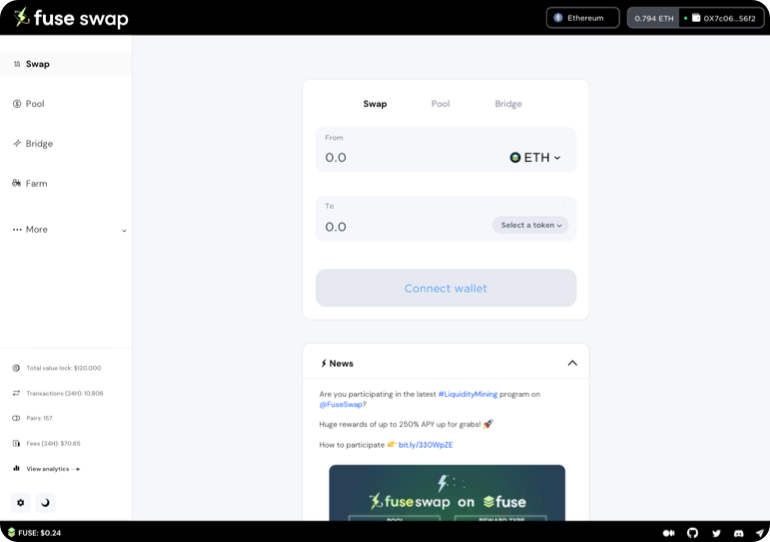 fuse swap
Ethereum
0.794 ETH
0X7c06...56f2
Swap
Pool
Bridge
Farm
More
Swap
Pool
Bridge
From
0.0
ETH
To
0.0
Select a token
Connect wallet
News
Are you participating in the latest #LiquidityMining program on
@FuseSwap?
Huge rewards of up to 250% APY up for grabs! 🚀
How to participate 👉 bit.ly/330WpZE
fuseswap on fuse
POOL
REWARD TYPE
Total value lock: $120,000
Transactions (24H): 10,808
Pairs: 157
Fees (24H): $70.65
View analytics →
FUSE: $0.24